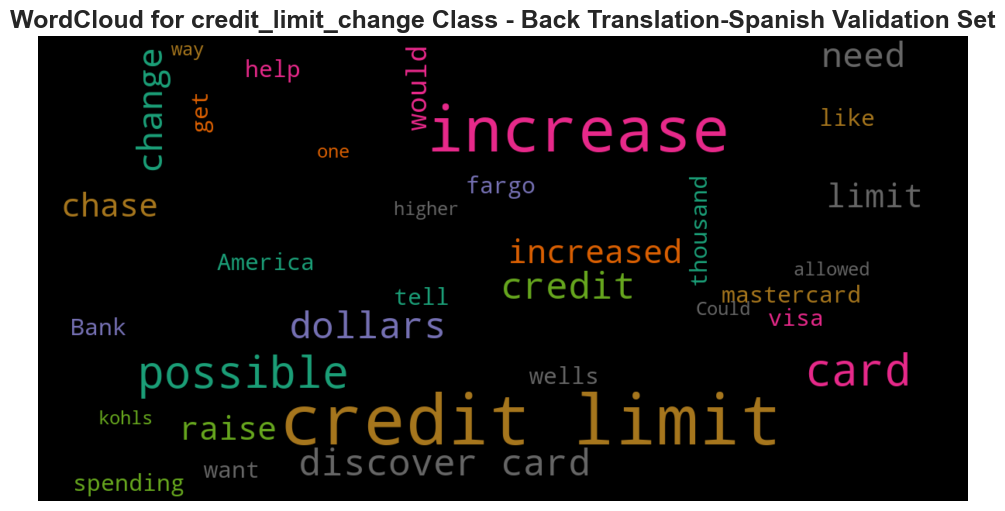 WordCloud for credit_limit_change Class - Back Translation-Spanish Validation Set
way
change
help
would
need
get
increase
like
one
fargo
chase
higher
thousand
limit
increased
America
allowed
credit
tell
mastercard
Could
Bank
dollars
visa
possible
wells
card
kohls
credit limit
raise
discover card
want
spending